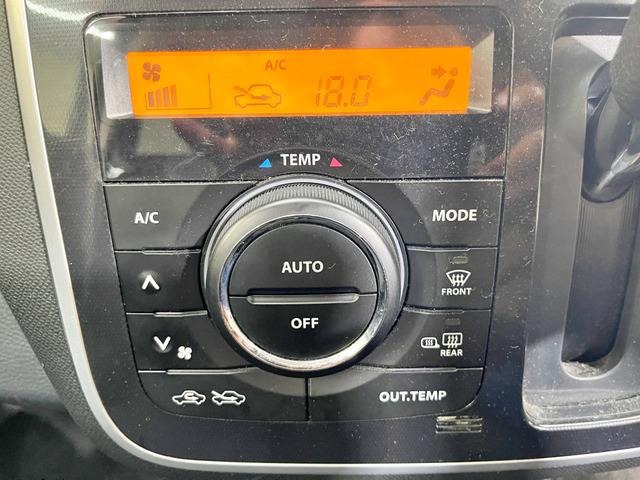 A/C
18.0
TEMP
A/C
MODE
AUTO
FRONT
OFF
REAR
OUT.TEMP